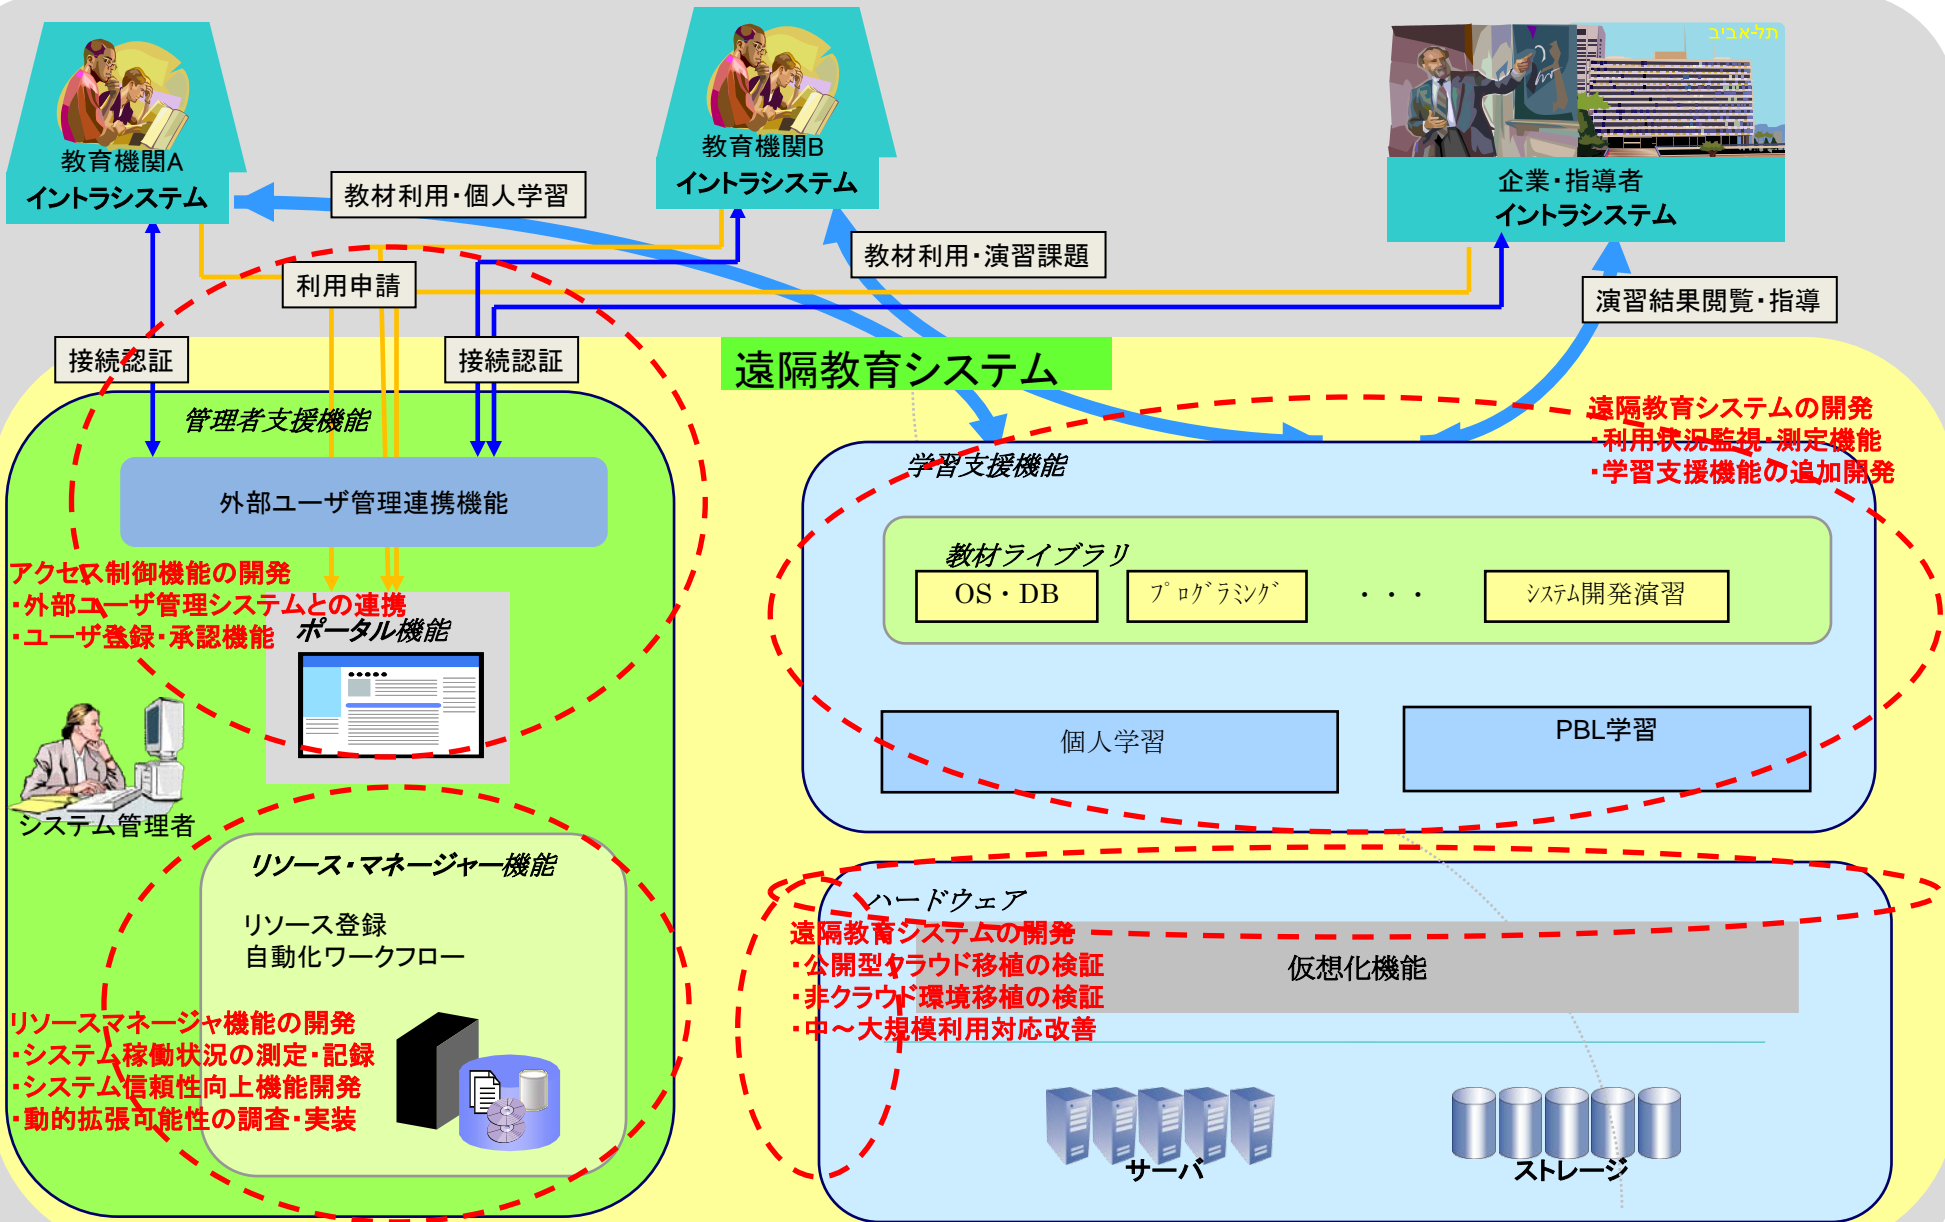 תל-אביב
教育機関A
イントラシステム
教育機関B
イントラシステム
企業・指導者
イントラシステム
教材利用・個人学習
教材利用・演習課題
利用申請
演習結果閲覧・指導
接続認証
接続認証
遠隔教育システム
管理者支援機能
外部ユーザ管理連携機能
アクセス制御機能の開発
・外部ユーザ管理システムとの連携
・ユーザ登録・承認機能
ポータル機能
システム管理者
リソース・マネージャー機能
リソース登録
自動化ワークフロー
リソースマネージャ機能の開発
・システム稼働状況の測定・記録
・システム信頼性向上機能開発
・動的拡張可能性の調査・実装
遠隔教育システムの開発
・利用状況監視・測定機能
・学習支援機能の追加開発
学習支援機能
教材ライブラリ
OS・DB
ﾌﾟﾛｸﾞﾗﾐﾝｸﾞ
・・・
ｼｽﾃﾑ開発演習
個人学習
PBL学習
ハードウェア
遠隔教育システムの開発
・公開型クラウド移植の検証
・非クラウド環境移植の検証
・中～大規模利用対応改善
仮想化機能
サーバ
ストレージ